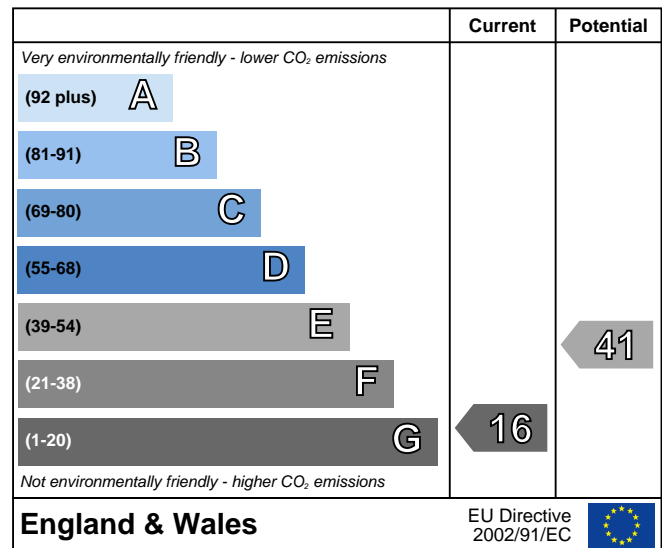 Current Potential
Very environmentally friendly - lower CO₂ emissions
(92 plus) A
(81-91) B
(69-80) C
(55-68) D
(39-54) E
41
(21-38) F
(1-20) G
16
Not environmentally friendly - higher CO₂ emissions
England & Wales
EU Directive
2002/91/EC